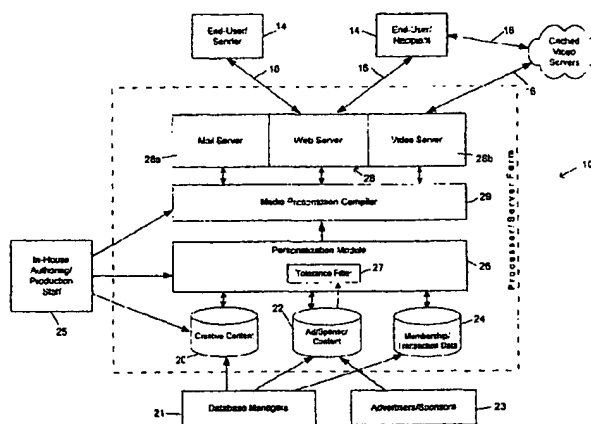 End-User/
Sender
14
14
End-User/
Recipient
16
Cached
Video
Servers
16
16
16
Mail Server
Web Server
Video Server
28a
28
28b
10
Media Presentation Compiler
29
Processor/Server Farm
Personalization Module
26
Tolerance Filter
27
In-House
Authoring/
Production
Staff
25
Creative Content
20
22
Ad/Sponsor
Content
Membership/
Transaction Data
24
21
Database Managers
Advertisers/Sponsors
23